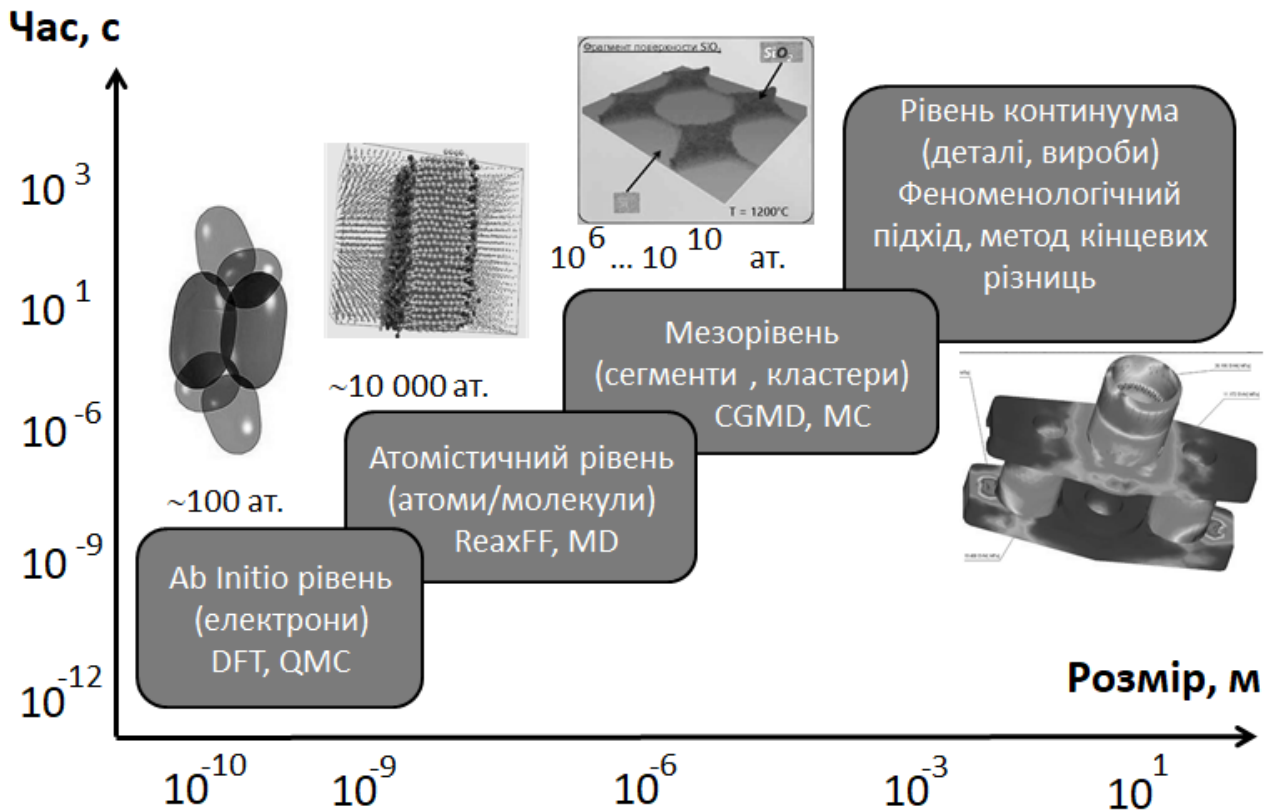 Час, с
10 3
10 1
10 -6
10 -9
10 -12
Фрагмент поверхности SiO2
SiO2
T = 1200°C
~100 ат.
~10 000 ат.
10 6 ... 10 10 ат.
Ab Initio рівень
(електрони)
DFT, QMC
Атомістичний рівень
(атоми/молекули)
ReaxFF, MD
Мезорівень
(сегменти , кластери)
CGMD, MC
Рівень континуума
(деталі, вироби)
Феноменологічний
підхід, метод кінцевих
різниць
Розмір, м
10 -10
10 -9
10 -6
10 -3
10 1